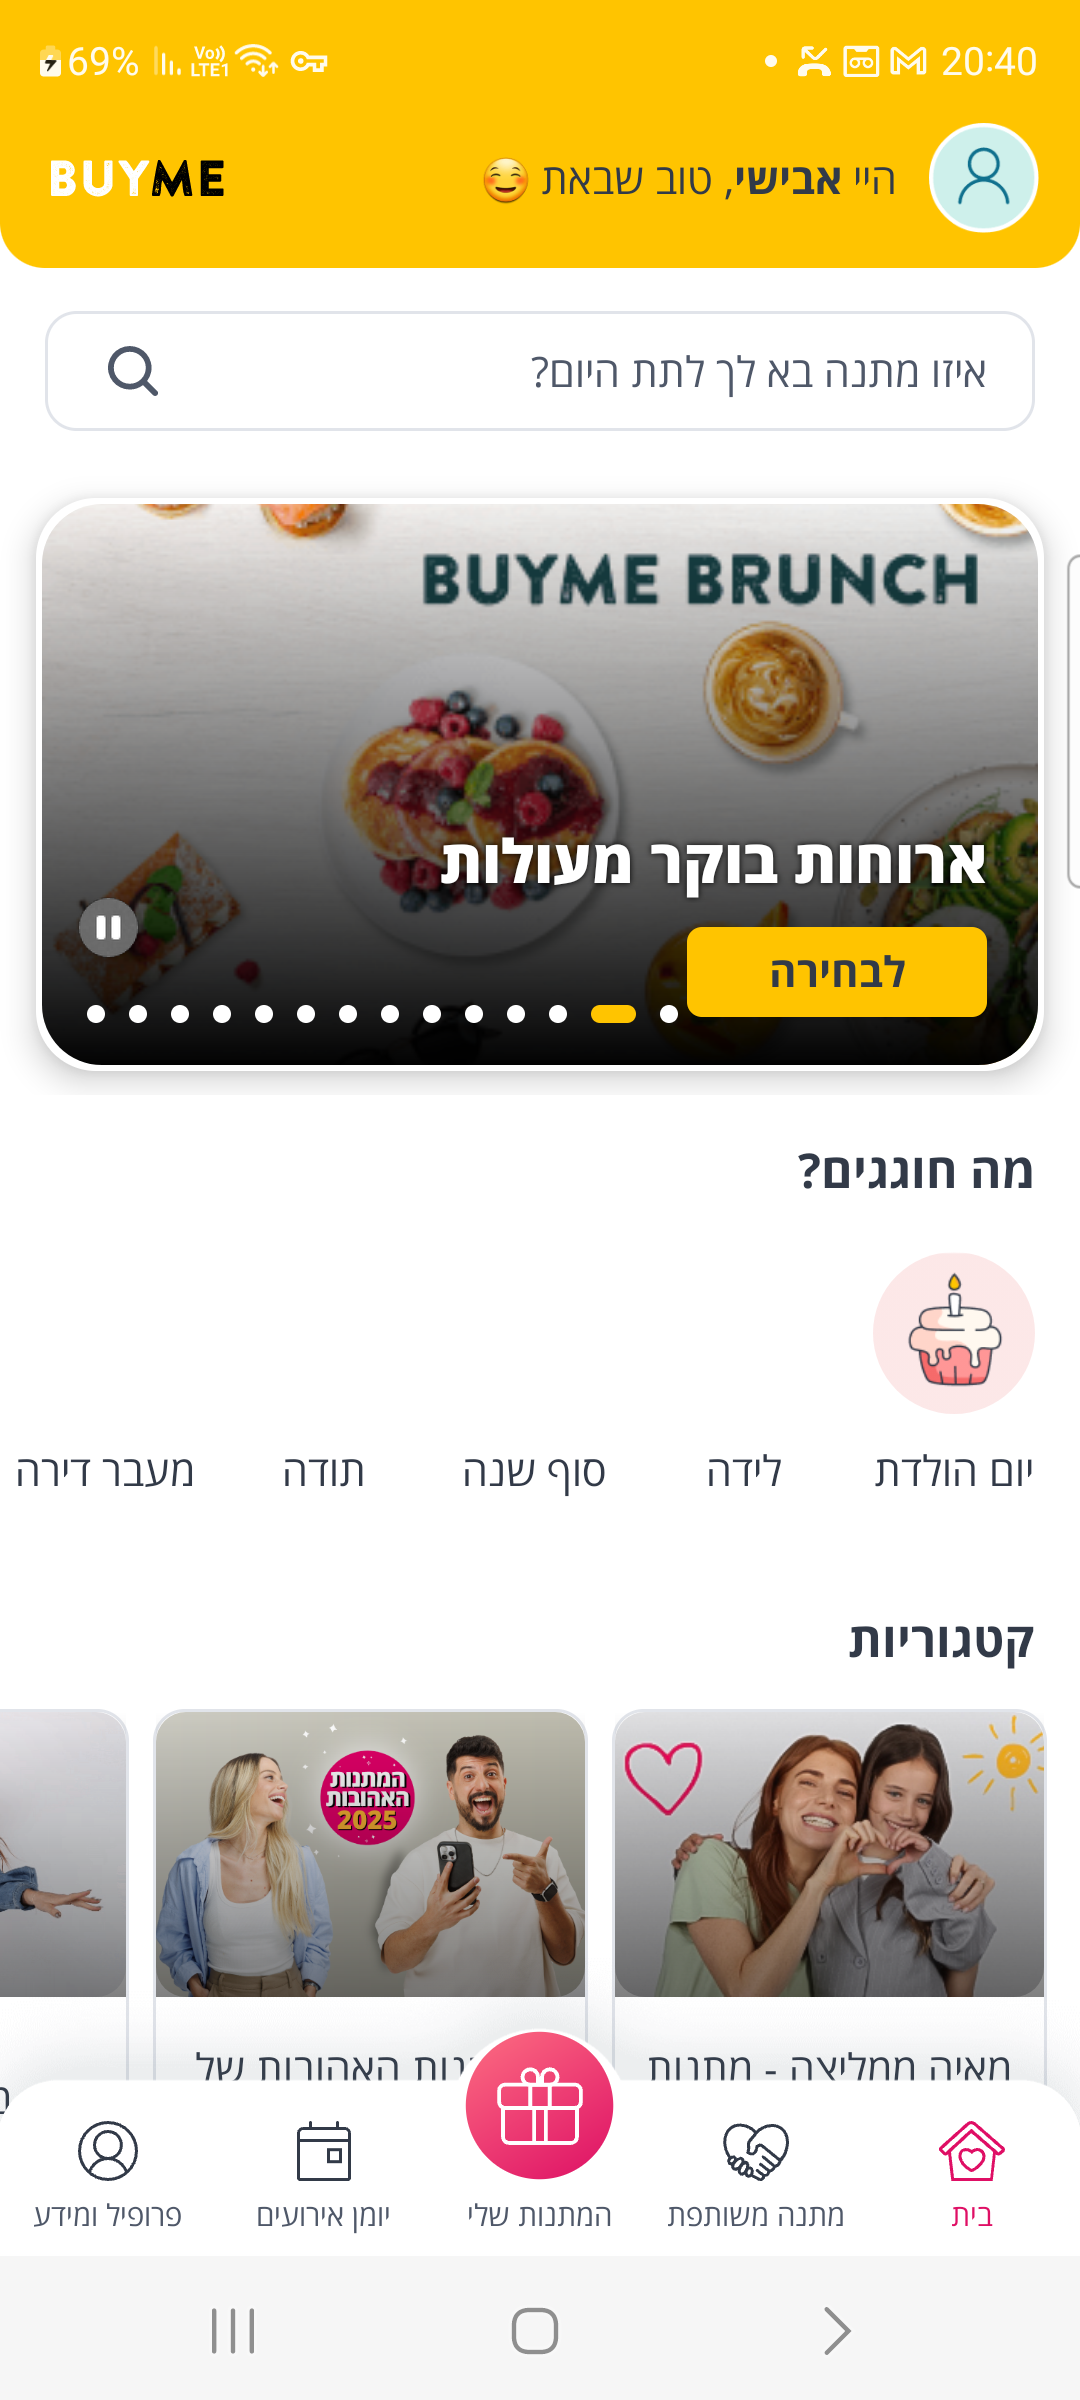 69% Vo)) LTE1 20:40
היי אבישי, טוב שבאת 😊
BUYME
איזו מתנה בא לך לתת היום?
BUYME BRUNCH
ארוחות בוקר מעולות
לבחירה
מה חוגגים?
יום הולדת
לידה
סוף שנה
תודה
מעבר דירה
קטגוריות
המתנות
האהובות
2025
מאיה ממליצה - מתנות
האהובות של
בית
מתנה משותפת
המתנות שלי
יומן אירועים
פרופיל ומידע